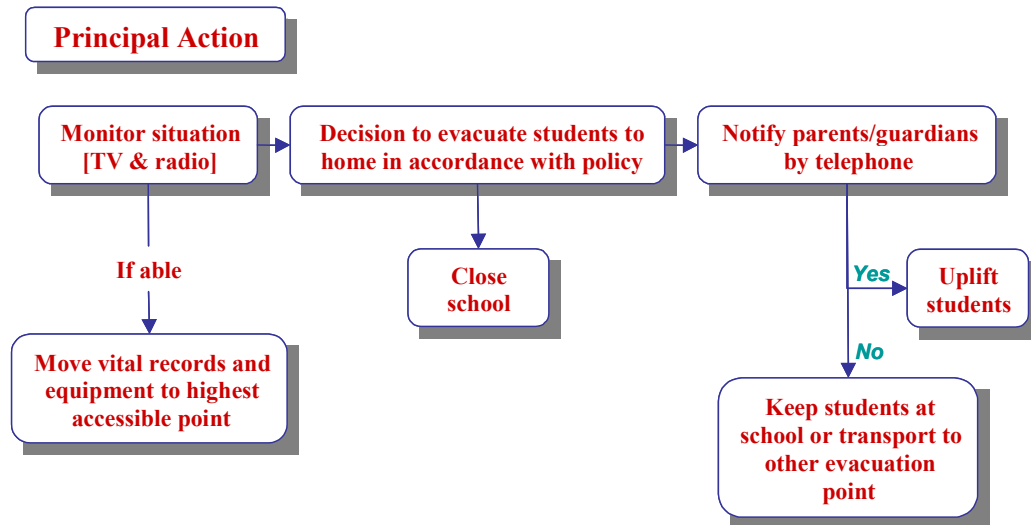 Principal Action
Monitor situation
[TV & radio]
Decision to evacuate students to
home in accordance with policy
Notify parents/guardians
by telephone
If able
Close
school
Yes
Uplift
students
No
Move vital records and
equipment to highest
accessible point
Keep students at
school or transport to
other evacuation
point